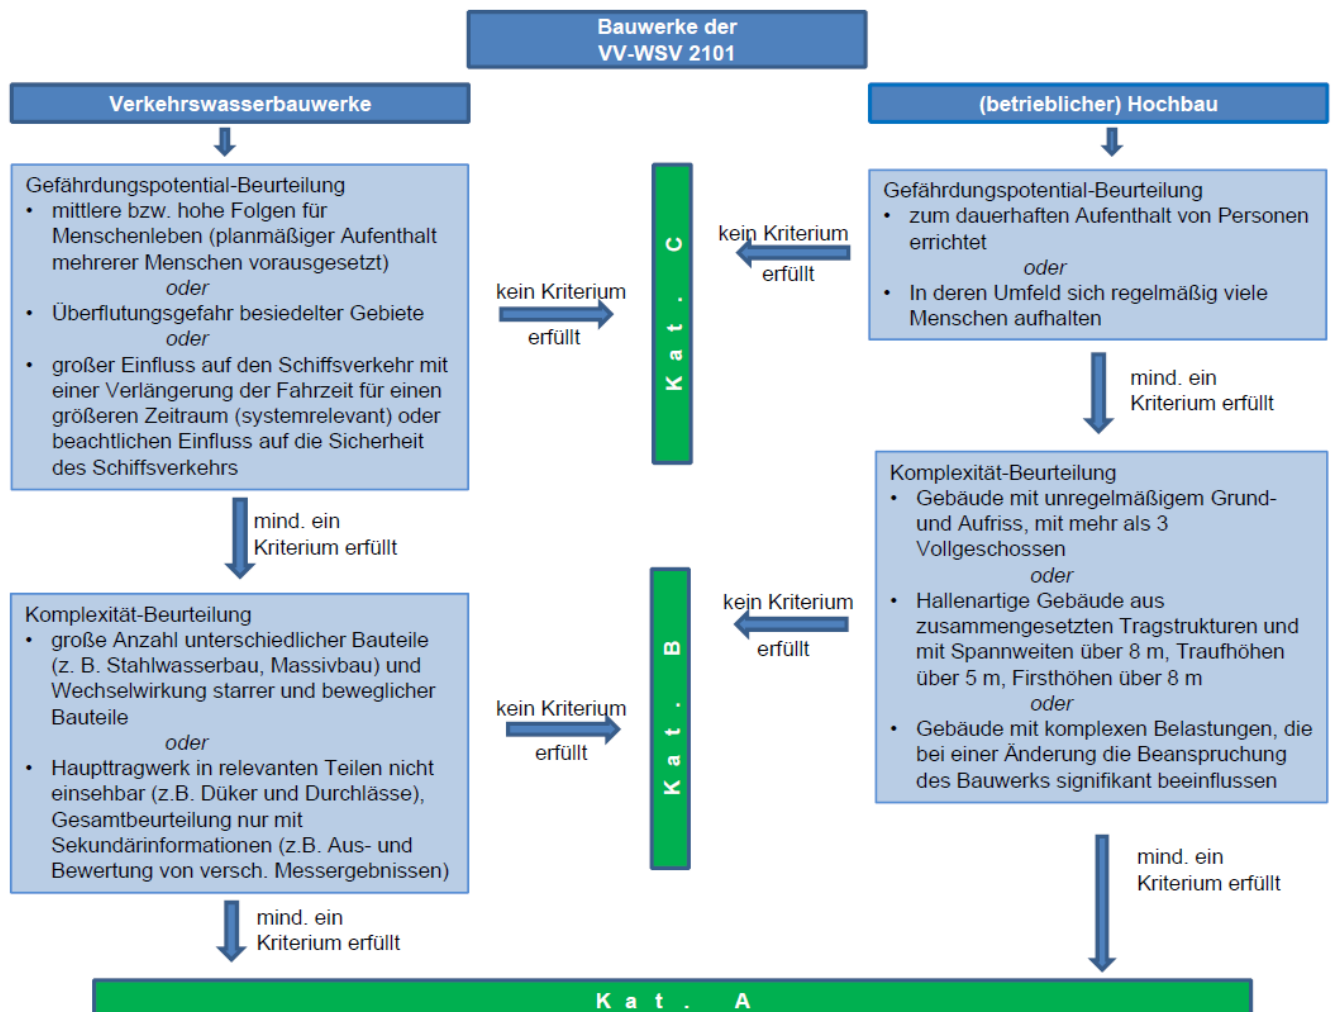 Bauwerke der
VV-WSV 2101
Verkehrswasserbauwerke
Gefährdungspotential-Beurteilung
• mittlere bzw. hohe Folgen für
Menschenleben (planmäßiger Aufenthalt
mehrerer Menschen vorausgesetzt)
oder
• Überflutungsgefahr besiedelter Gebiete
oder
• großer Einfluss auf den Schiffsverkehr mit
einer Verlängerung der Fahrzeit für einen
größeren Zeitraum (systemrelevant) oder
beachtlichen Einfluss auf die Sicherheit
des Schiffsverkehrs
kein Kriterium
erfüllt
mind. ein
Kriterium erfüllt
Komplexität-Beurteilung
• große Anzahl unterschiedlicher Bauteile
(z. B. Stahlwasserbau, Massivbau) und
Wechselwirkung starrer und beweglicher
Bauteile
oder
• Haupttragwerk in relevanten Teilen nicht
einsehbar (z.B. Düker und Durchlässe),
Gesamtbeurteilung nur mit
Sekundärinformationen (z.B. Aus- und
Bewertung von versch. Messergebnissen)
kein Kriterium
erfüllt
mind. ein
Kriterium erfüllt
Kat. C
Kat. B
(betrieblicher) Hochbau
Gefährdungspotential-Beurteilung
• zum dauerhaften Aufenthalt von Personen
errichtet
oder
• In deren Umfeld sich regelmäßig viele
Menschen aufhalten
kein Kriterium
erfüllt
mind. ein
Kriterium erfüllt
Komplexität-Beurteilung
• Gebäude mit unregelmäßigem Grund-
und Aufriss, mit mehr als 3
Vollgeschossen
oder
• Hallenartige Gebäude aus
zusammengesetzten Tragstrukturen und
mit Spannweiten über 8 m, Traufhöhen
über 5 m, Firsthöhen über 8 m
oder
• Gebäude mit komplexen Belastungen, die
bei einer Änderung die Beanspruchung
des Bauwerks signifikant beeinflussen
kein Kriterium
erfüllt
mind. ein
Kriterium erfüllt
Kat. A